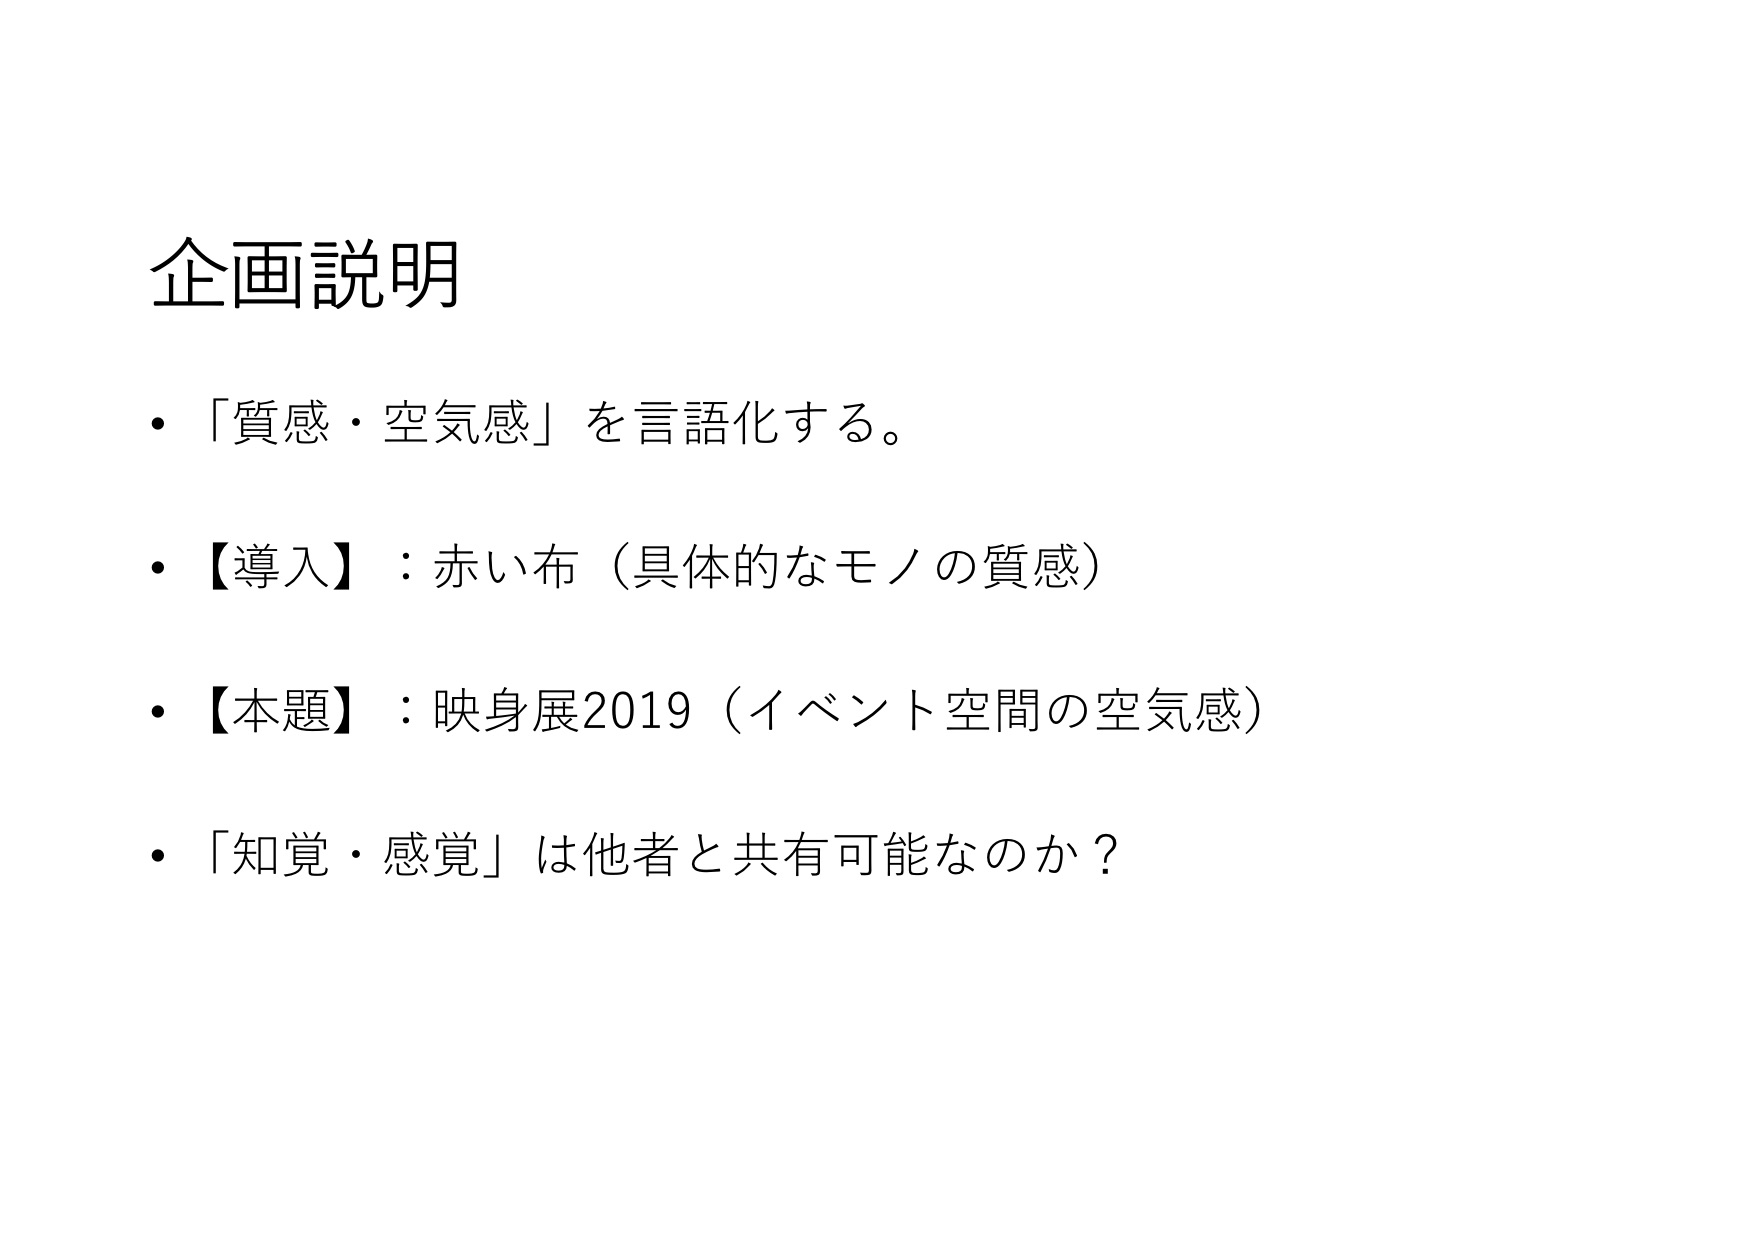 企画説明
• 「質感・空気感」を言語化する。
• 【導入】：赤い布（具体的なモノの質感）
• 【本題】：映身展2019（イベント空間の空気感）
• 「知覚・感覚」は他者と共有可能なのか？